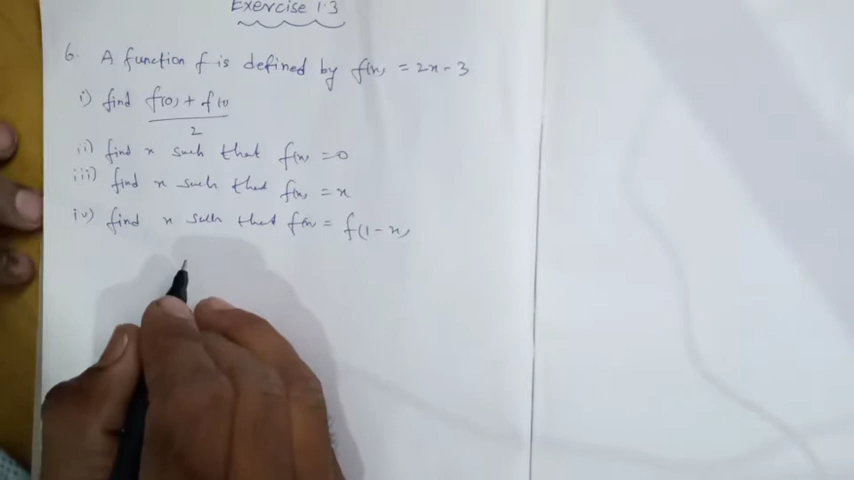 Exercise 1.3
6. A function f is defined by f(x) = 2x - 3
i) find f(0) + f(1) / 2
ii) find x such that f(x) = 0
iii) find x such that f(x) = x
iv) find x such that f(x) = f(1 - x)